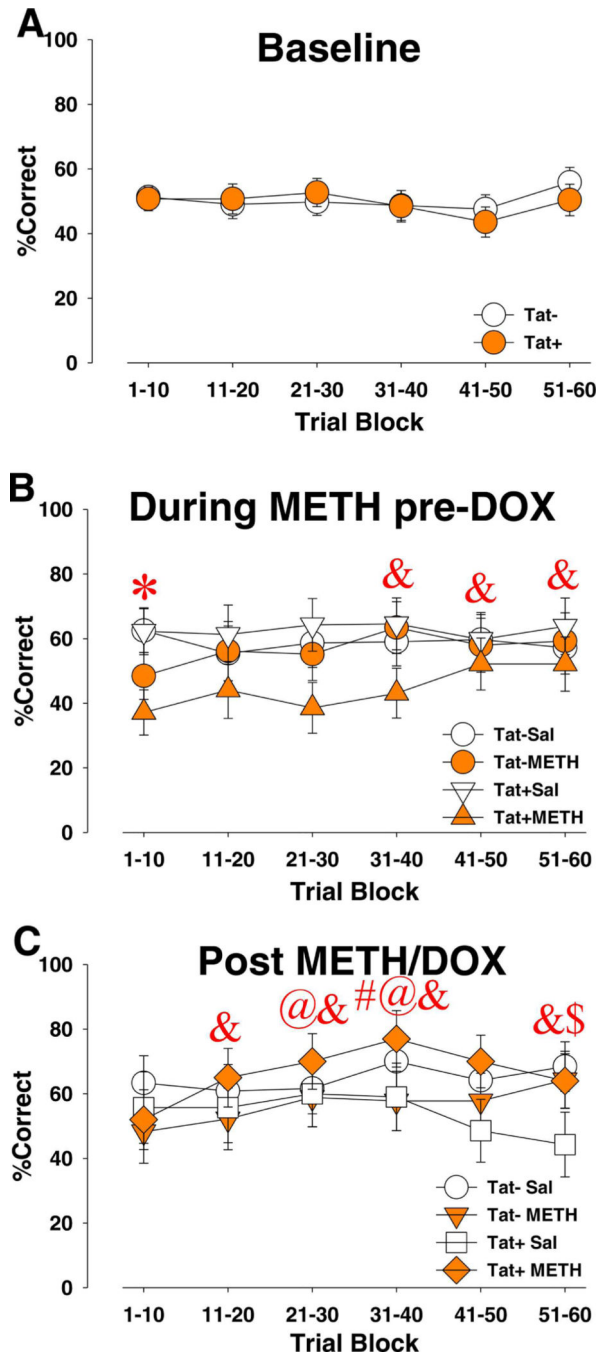 A
Baseline
100
80
60
40
20
0
%Correct
Tat-
Tat+
1-10 11-20 21-30 31-40 41-50 51-60
Trial Block
B
During METH pre-DOX
100
80
60
40
20
0
%Correct
* & & &
Tat-Sal
Tat-METH
Tat+Sal
Tat+METH
1-10 11-20 21-30 31-40 41-50 51-60
Trial Block
C
Post METH/DOX
100
80
60
40
20
0
%Correct
& @& #@& &$
Tat- Sal
Tat- METH
Tat+ Sal
Tat+ METH
1-10 11-20 21-30 31-40 41-50 51-60
Trial Block